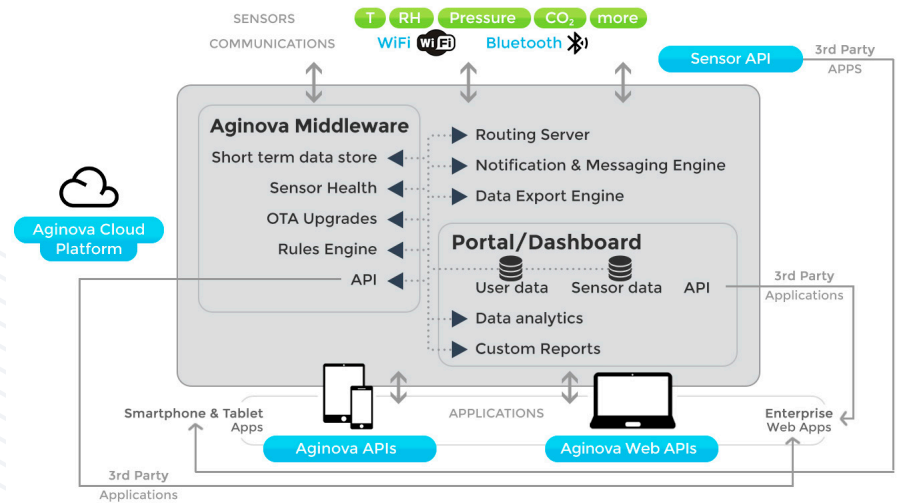 SENSORS
T RH Pressure CO₂ more
COMMUNICATIONS
WiFi Wi Fi Bluetooth
Sensor API
3rd Party
APPS
Aginova Middleware
Short term data store
Sensor Health
OTA Upgrades
Rules Engine
API
Routing Server
Notification & Messaging Engine
Data Export Engine
Portal/Dashboard
User data Sensor data API
Data analytics
Custom Reports
Aginova Cloud
Platform
3rd Party
Applications
Smartphone & Tablet
Apps
APPLICATIONS
Enterprise
Web Apps
Aginova APIs
Aginova Web APIs
3rd Party
Applications